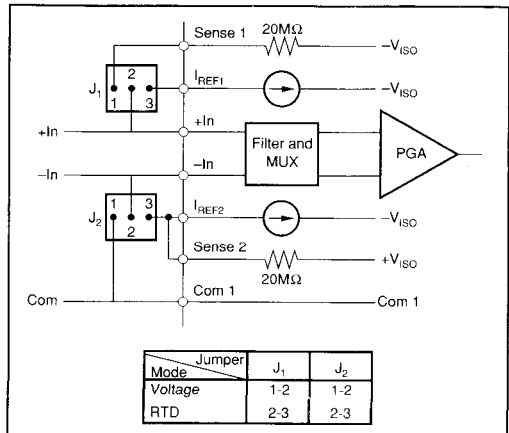 Sense 1
20MΩ
−V_ISO
J₁
2
1
3
I_REF1
−V_ISO
+In
+In
Filter and
MUX
PGA
−In
−In
J₂
1
3
2
I_REF2
−V_ISO
Sense 2
+V_ISO
20MΩ
Com
Com 1
Com 1
Jumper
Mode
J₁
J₂
Voltage
1-2
1-2
RTD
2-3
2-3